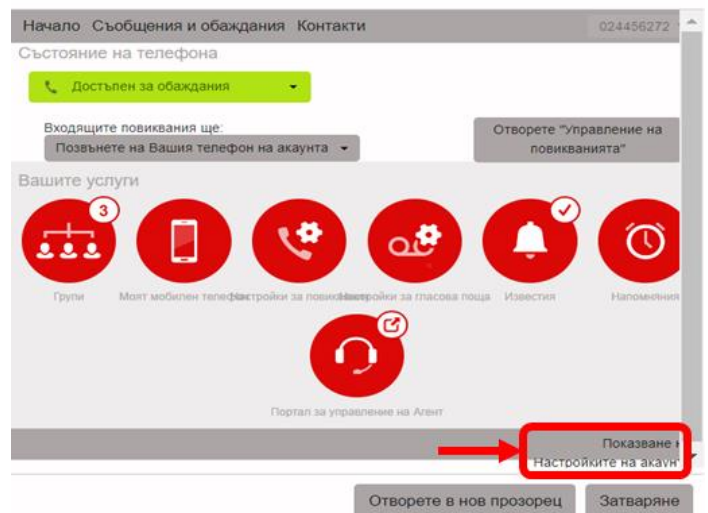 Начало Съобщения и обаждания Контакти 024456272
Състояние на телефона
Достъпен за обаждания
Входящите повиквания ще:
Позвънете на Вашия телефон на акаунта
Отворете "Управление на
повикванията"
Вашите услуги
3
Групи Моят мобилен телефон Настройки за повикване Настройки за гласова поща Известия Напомняния
Портал за управление на Агент
Показване н
Настройките на акаун
Отворете в нов прозорец Затваряне